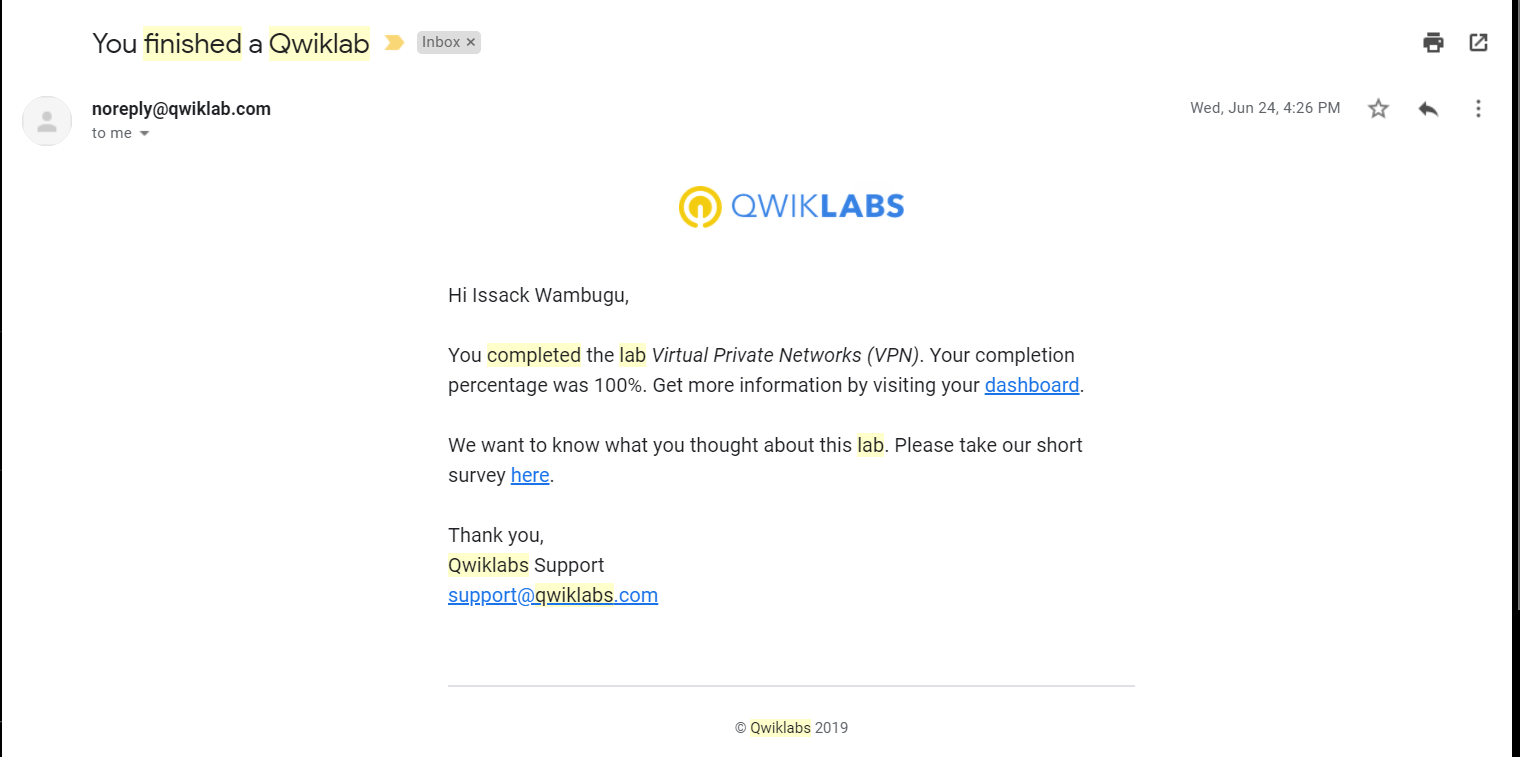 You finished a Qwiklab Inbox ×
noreply@qwiklab.com
Wed, Jun 24, 4:26 PM
to me
QWIKLABS
Hi Issack Wambugu,
You completed the lab Virtual Private Networks (VPN). Your completion
percentage was 100%. Get more information by visiting your dashboard.
We want to know what you thought about this lab. Please take our short
survey here.
Thank you,
Qwiklabs Support
support@qwiklabs.com
© Qwiklabs 2019